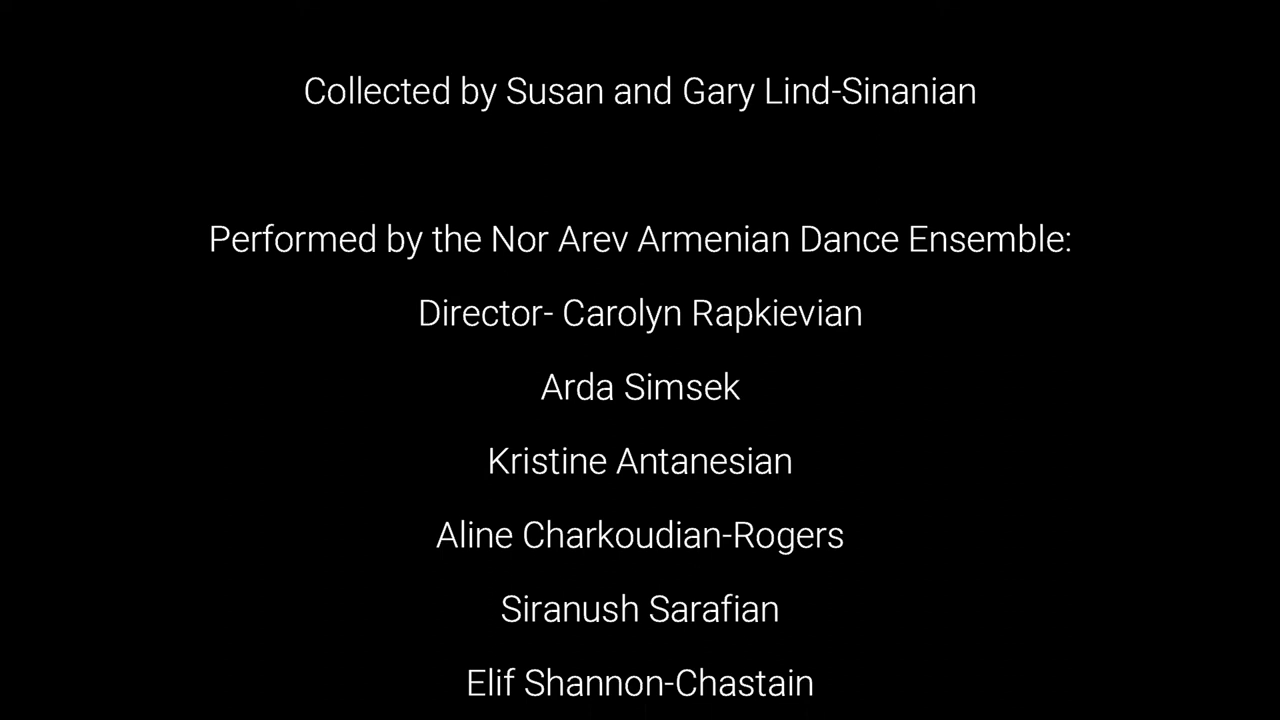 Collected by Susan and Gary Lind-Sinanian
Performed by the Nor Arev Armenian Dance Ensemble:
Director- Carolyn Rapkievian
Arda Simsek
Kristine Antanesian
Aline Charkoudian-Rogers
Siranush Sarafian
Elif Shannon-Chastain